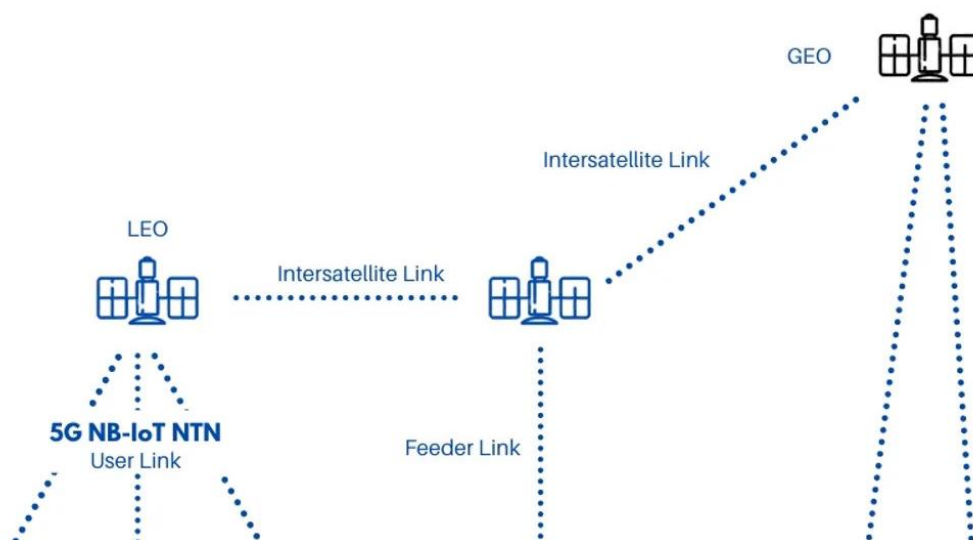 GEO
Intersatellite Link
LEO
Intersatellite Link
5G NB-IoT NTN
User Link
Feeder Link